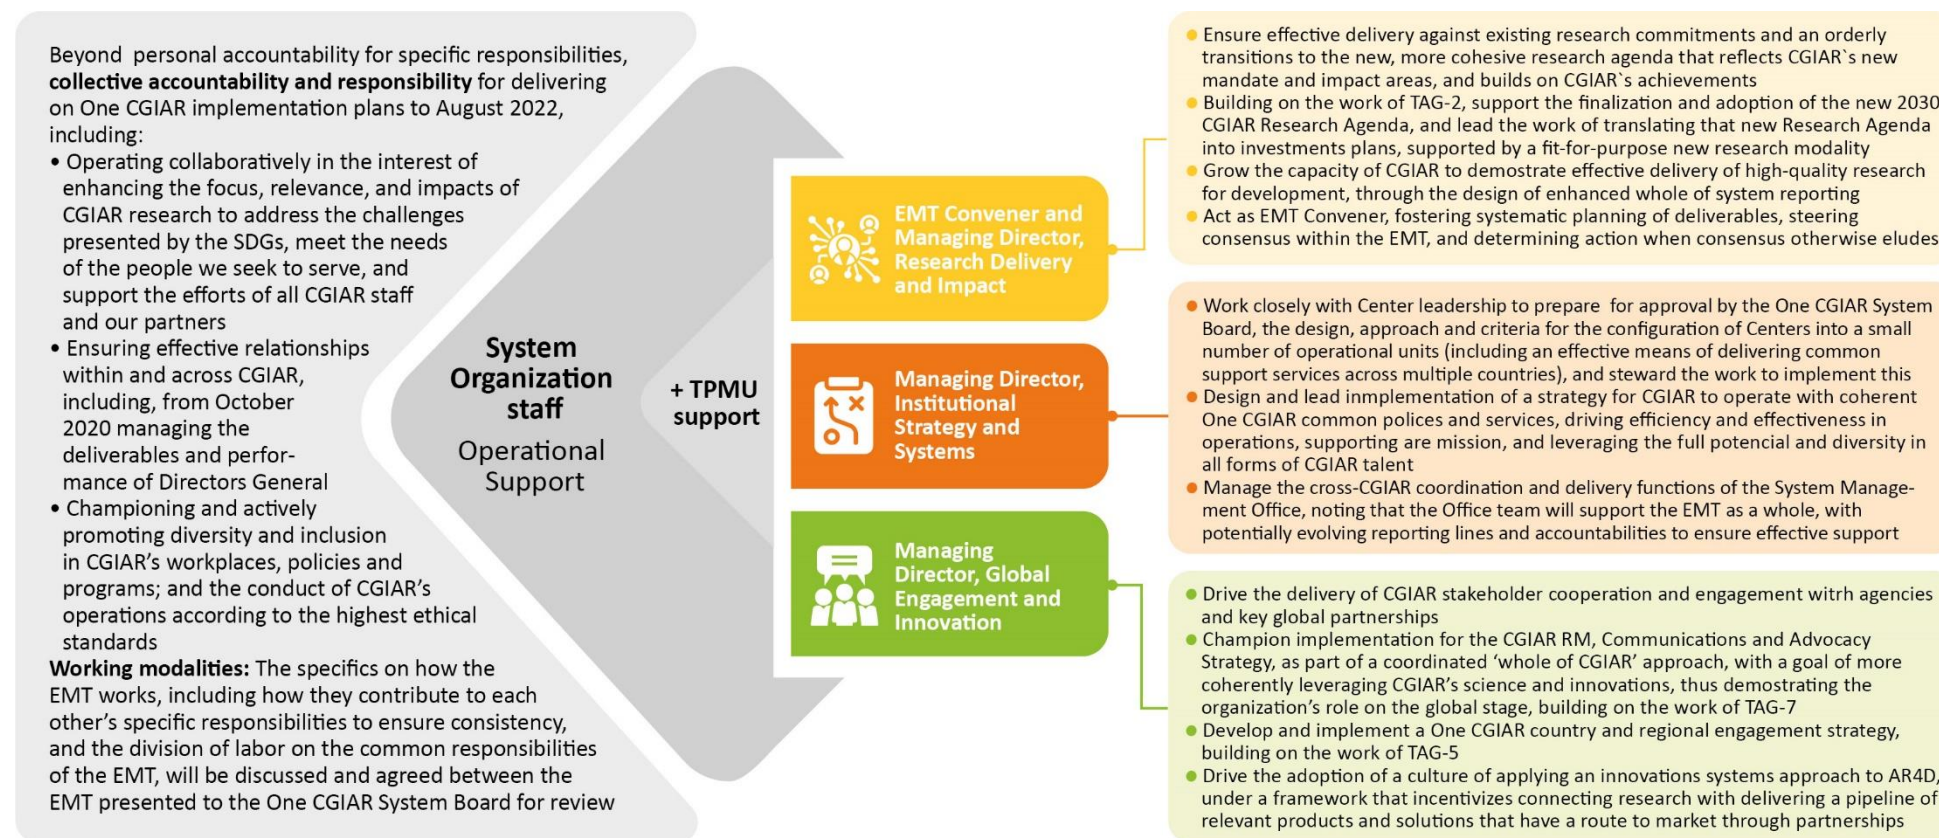 Beyond personal accountability for specific responsibilities,
collective accountability and responsibility for delivering
on One CGIAR implementation plans to August 2022,
including:
• Operating collaboratively in the interest of
enhancing the focus, relevance, and impacts of
CGIAR research to address the challenges
presented by the SDGs, meet the needs
of the people we seek to serve, and
support the efforts of all CGIAR staff
and our partners
• Ensuring effective relationships
within and across CGIAR,
including, from October
2020 managing the
deliverables and perfor-
mance of Directors General
• Championing and actively
promoting diversity and inclusion
in CGIAR’s workplaces, policies and
programs; and the conduct of CGIAR’s
operations according to the highest ethical
standards
Working modalities: The specifics on how the
EMT works, including how they contribute to each
other’s specific responsibilities to ensure consistency,
and the division of labor on the common responsibilities
of the EMT, will be discussed and agreed between the
EMT presented to the One CGIAR System Board for review
System
Organization
staff
Operational
Support
+ TPMU
support
EMT Convener and
Managing Director,
Research Delivery
and Impact
• Ensure effective delivery against existing research commitments and an orderly
transitions to the new, more cohesive research agenda that reflects CGIAR`s new
mandate and impact areas, and builds on CGIAR`s achievements
• Building on the work of TAG-2, support the finalization and adoption of the new 2030
CGIAR Research Agenda, and lead the work of translating that new Research Agenda
into investments plans, supported by a fit-for-purpose new research modality
• Grow the capacity of CGIAR to demostrate effective delivery of high-quality research
for development, through the design of enhanced whole of system reporting
• Act as EMT Convener, fostering systematic planning of deliverables, steering
consensus within the EMT, and determining action when consensus otherwise eludes
Managing Director,
Institutional
Strategy and
Systems
• Work closely with Center leadership to prepare for approval by the One CGIAR System
Board, the design, approach and criteria for the configuration of Centers into a small
number of operational units (including an effective means of delivering common
support services across multiple countries), and steward the work to implement this
• Design and lead inmplementation of a strategy for CGIAR to operate with coherent
One CGIAR common polices and services, driving efficiency and effectiveness in
operations, supporting are mission, and leveraging the full potencial and diversity in
all forms of CGIAR talent
• Manage the cross-CGIAR coordination and delivery functions of the System Manage-
ment Office, noting that the Office team will support the EMT as a whole, with
potentially evolving reporting lines and accountabilities to ensure effective support
Managing
Director, Global
Engagement and
Innovation
• Drive the delivery of CGIAR stakeholder cooperation and engagement witrh agencies
and key global partnerships
• Champion implementation for the CGIAR RM, Communications and Advocacy
Strategy, as part of a coordinated ‘whole of CGIAR’ approach, with a goal of more
coherently leveraging CGIAR’s science and innovations, thus demostrating the
organization’s role on the global stage, building on the work of TAG-7
• Develop and implement a One CGIAR country and regional engagement strategy,
building on the work of TAG-5
• Drive the adoption of a culture of applying an innovations systems approach to AR4D,
under a framework that incentivizes connecting research with delivering a pipeline of
relevant products and solutions that have a route to market through partnerships